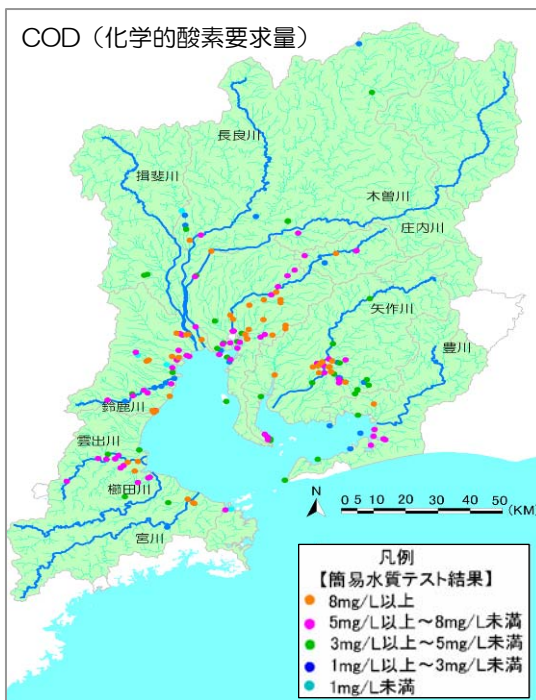 COD（化学的酸素要求量）
長良川
揖斐川
木曽川
庄内川
矢作川
豊川
鈴鹿川
雲出川
櫛田川
宮川
N
0 5 10 20 30 40 50
(KM)
凡例
【簡易水質テスト結果】
8mg/L以上
5mg/L以上～8mg/L未満
3mg/L以上～5mg/L未満
1mg/L以上～3mg/L未満
1mg/L未満